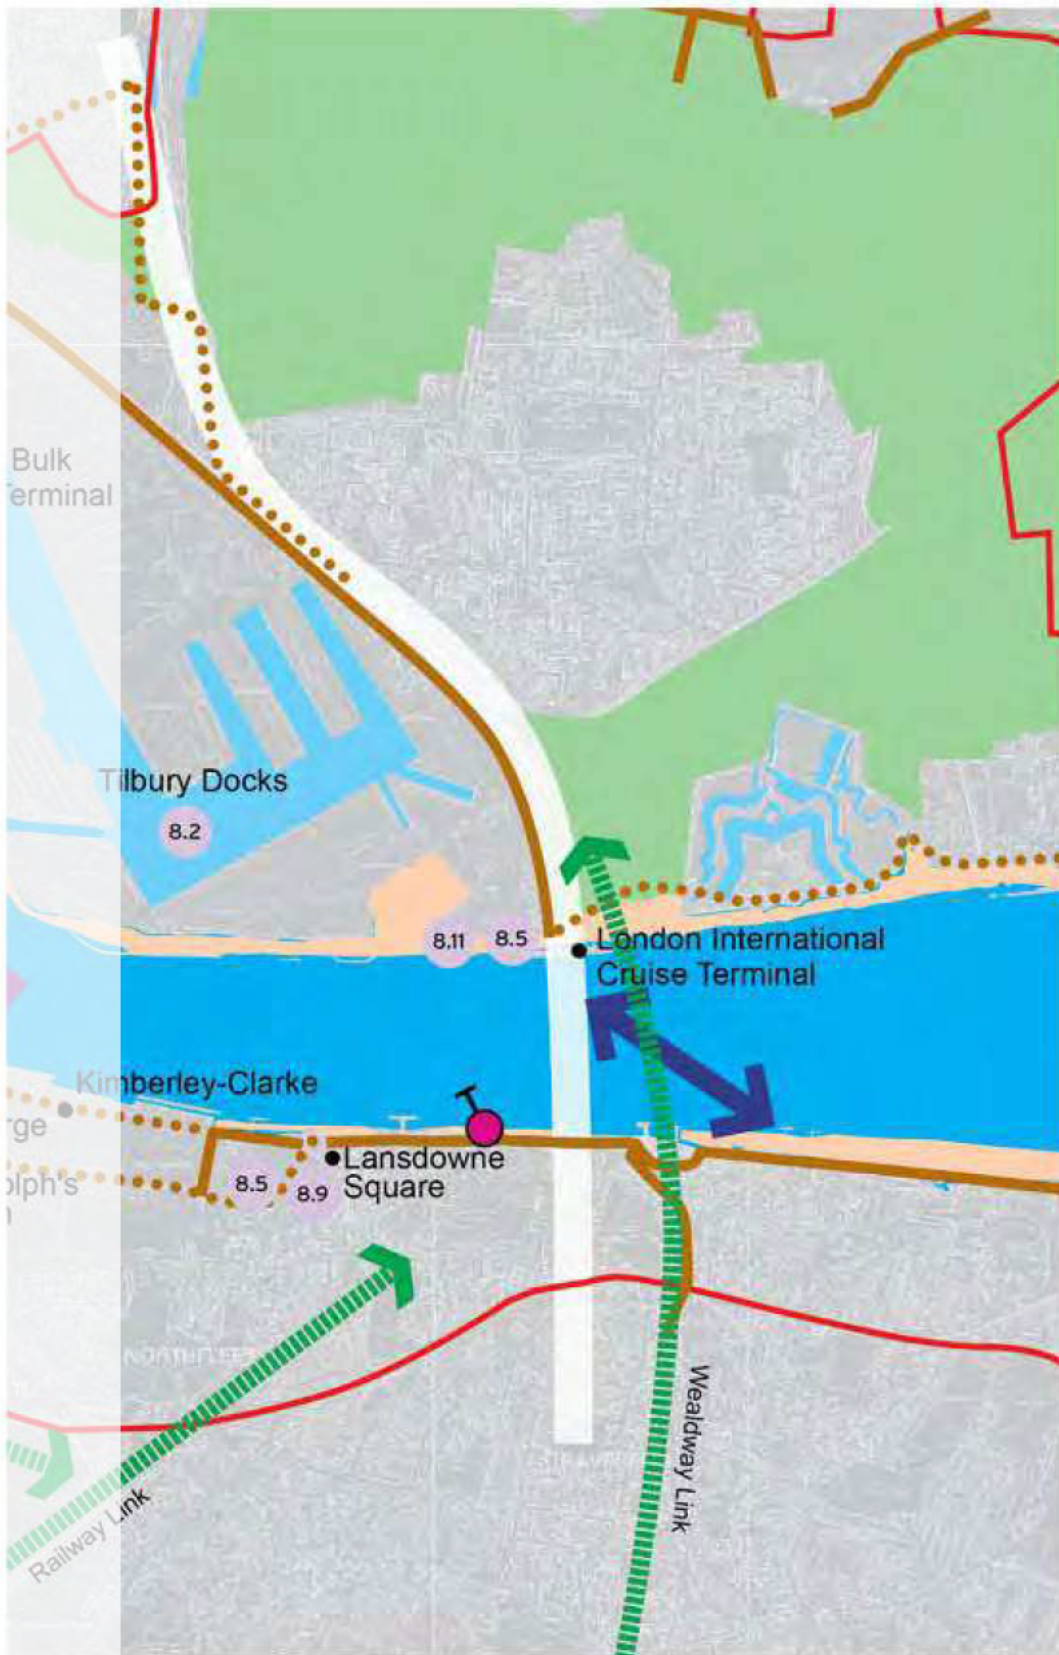 Bulk
Terminal
Tilbury Docks
8.2
8.11
8.5
London International
Cruise Terminal
Kimberley-Clarke
Lansdowne
Square
8.5
8.9
NORTHFLEET
Railway Link
Wealdway Link